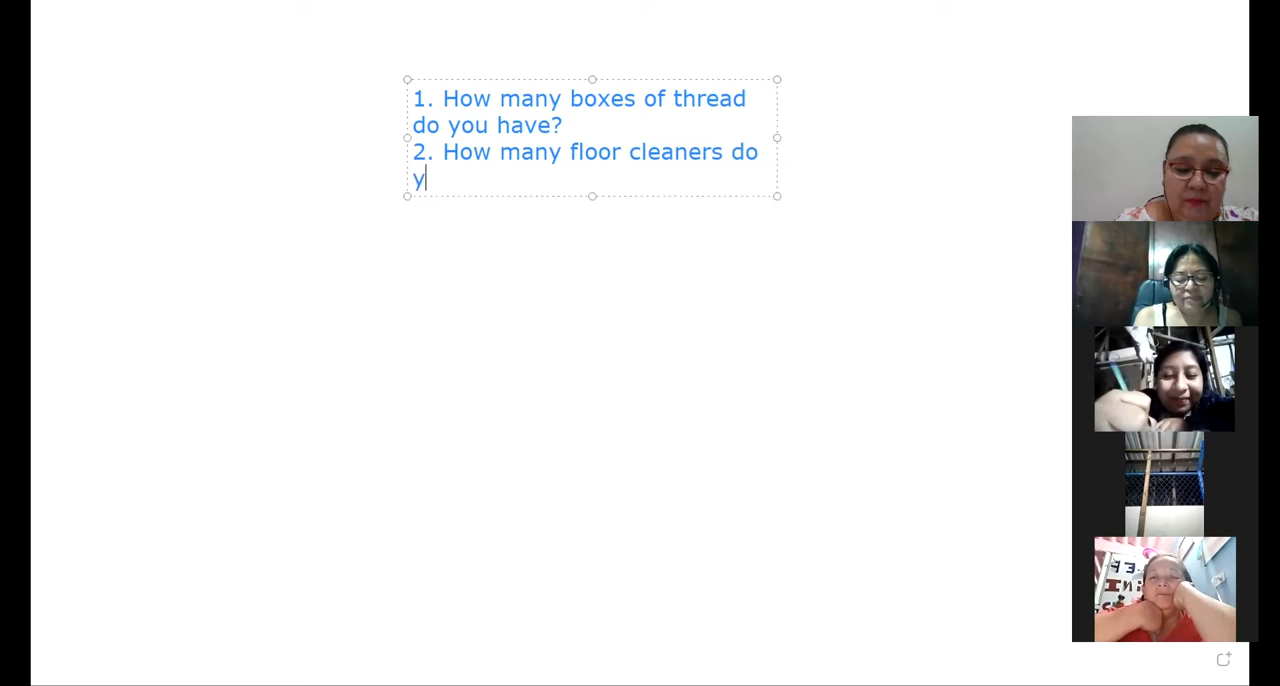 1. How many boxes of thread
do you have?
2. How many floor cleaners do
y